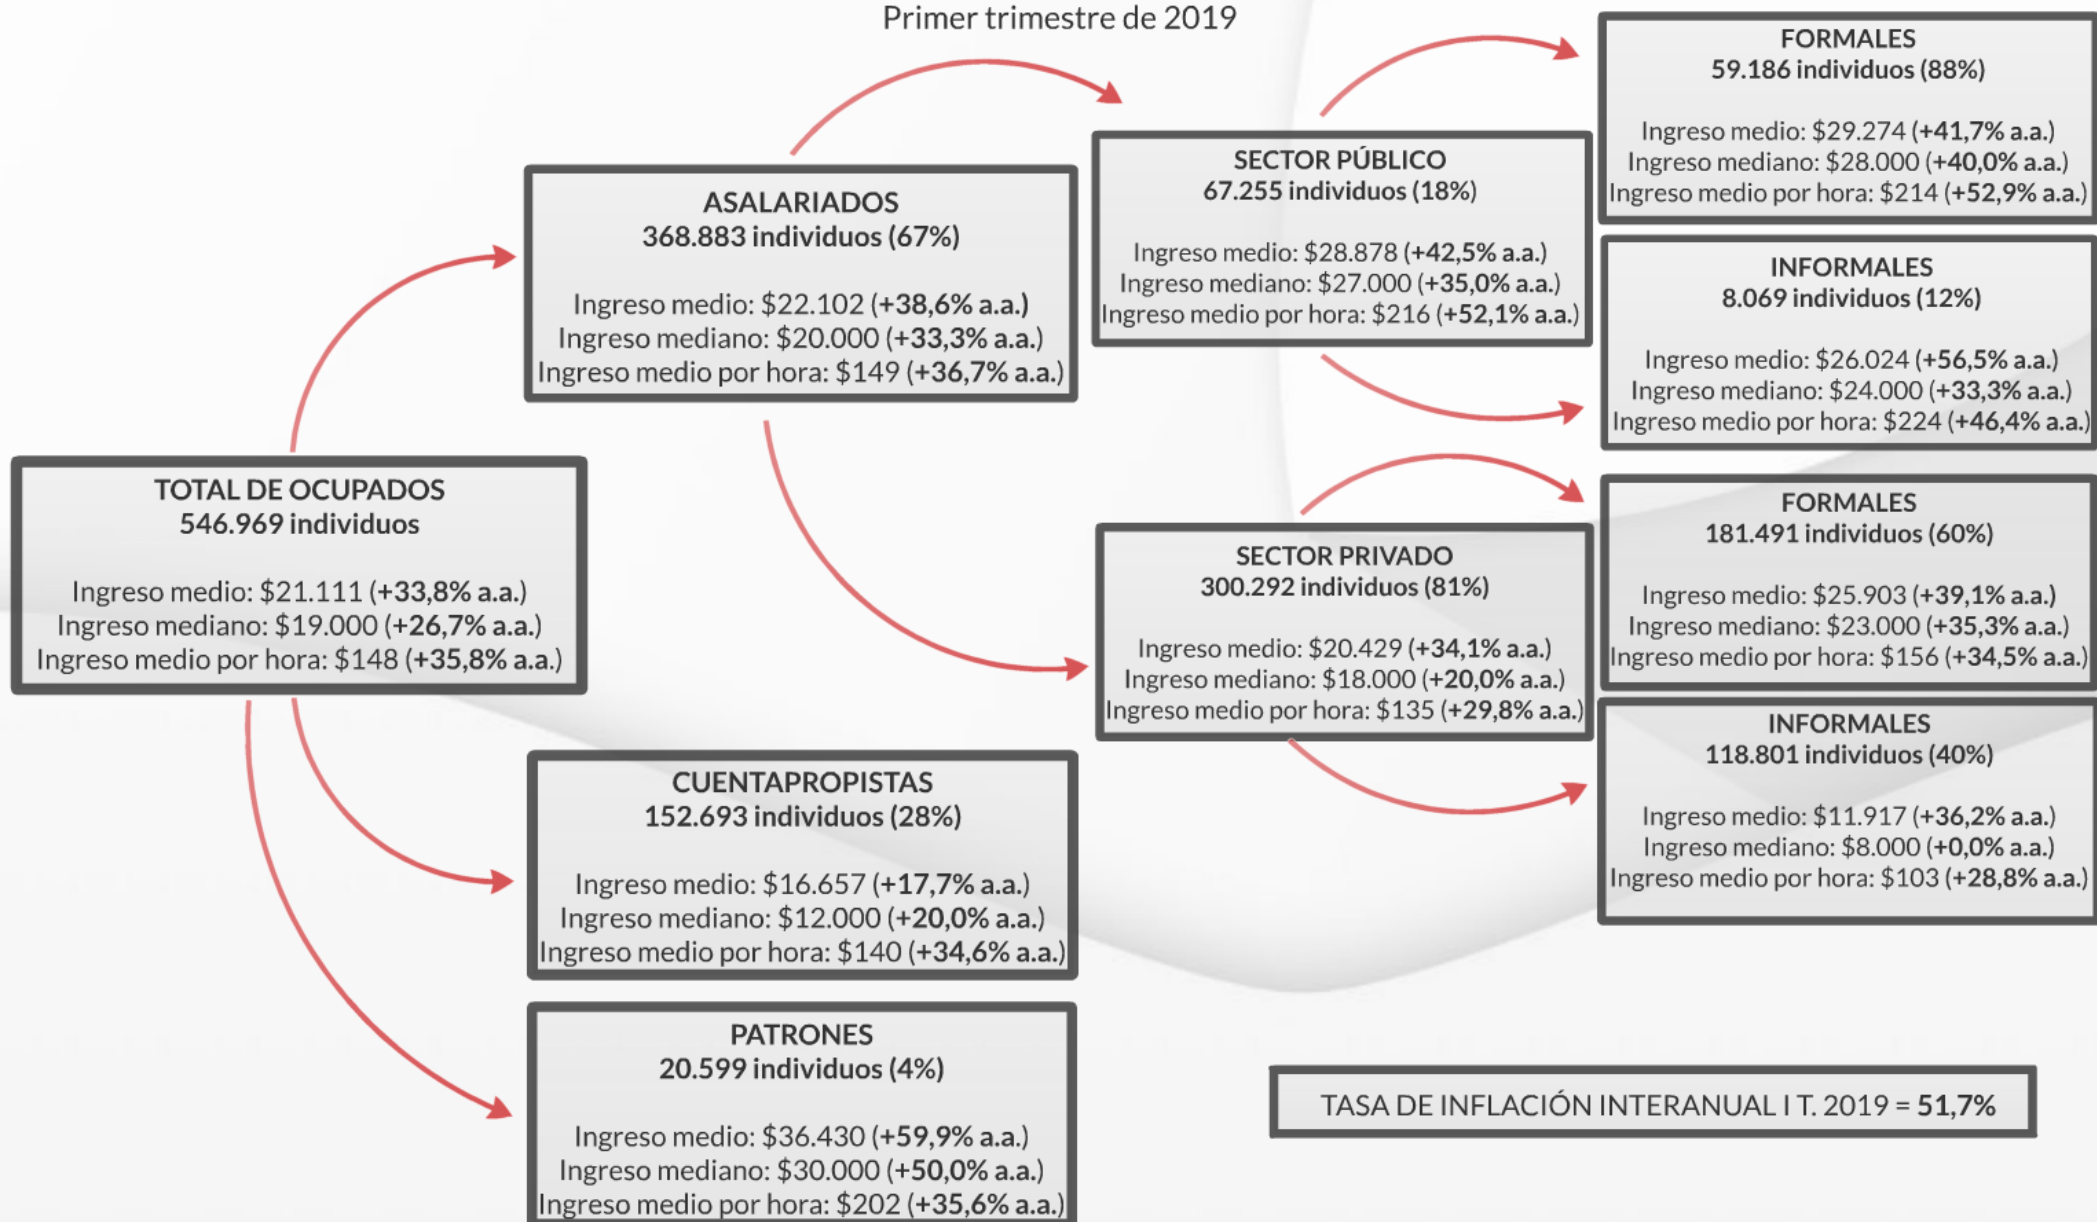 Primer trimestre de 2019
TOTAL DE OCUPADOS
546.969 individuos
Ingreso medio: $21.111 (+33,8% a.a.)
Ingreso mediano: $19.000 (+26,7% a.a.)
Ingreso medio por hora: $148 (+35,8% a.a.)
ASALARIADOS
368.883 individuos (67%)
Ingreso medio: $22.102 (+38,6% a.a.)
Ingreso mediano: $20.000 (+33,3% a.a.)
Ingreso medio por hora: $149 (+36,7% a.a.)
CUENTAPROPISTAS
152.693 individuos (28%)
Ingreso medio: $16.657 (+17,7% a.a.)
Ingreso mediano: $12.000 (+20,0% a.a.)
Ingreso medio por hora: $140 (+34,6% a.a.)
PATRONES
20.599 individuos (4%)
Ingreso medio: $36.430 (+59,9% a.a.)
Ingreso mediano: $30.000 (+50,0% a.a.)
Ingreso medio por hora: $202 (+35,6% a.a.)
SECTOR PÚBLICO
67.255 individuos (18%)
Ingreso medio: $28.878 (+42,5% a.a.)
Ingreso mediano: $27.000 (+35,0% a.a.)
Ingreso medio por hora: $216 (+52,1% a.a.)
SECTOR PRIVADO
300.292 individuos (81%)
Ingreso medio: $20.429 (+34,1% a.a.)
Ingreso mediano: $18.000 (+20,0% a.a.)
Ingreso medio por hora: $135 (+29,8% a.a.)
FORMALES
59.186 individuos (88%)
Ingreso medio: $29.274 (+41,7% a.a.)
Ingreso mediano: $28.000 (+40,0% a.a.)
Ingreso medio por hora: $214 (+52,9% a.a.)
INFORMALES
8.069 individuos (12%)
Ingreso medio: $26.024 (+56,5% a.a.)
Ingreso mediano: $24.000 (+33,3% a.a.)
Ingreso medio por hora: $224 (+46,4% a.a.)
FORMALES
181.491 individuos (60%)
Ingreso medio: $25.903 (+39,1% a.a.)
Ingreso mediano: $23.000 (+35,3% a.a.)
Ingreso medio por hora: $156 (+34,5% a.a.)
INFORMALES
118.801 individuos (40%)
Ingreso medio: $11.917 (+36,2% a.a.)
Ingreso mediano: $8.000 (+0,0% a.a.)
Ingreso medio por hora: $103 (+28,8% a.a.)
TASA DE INFLACIÓN INTERANUAL I T. 2019 = 51,7%